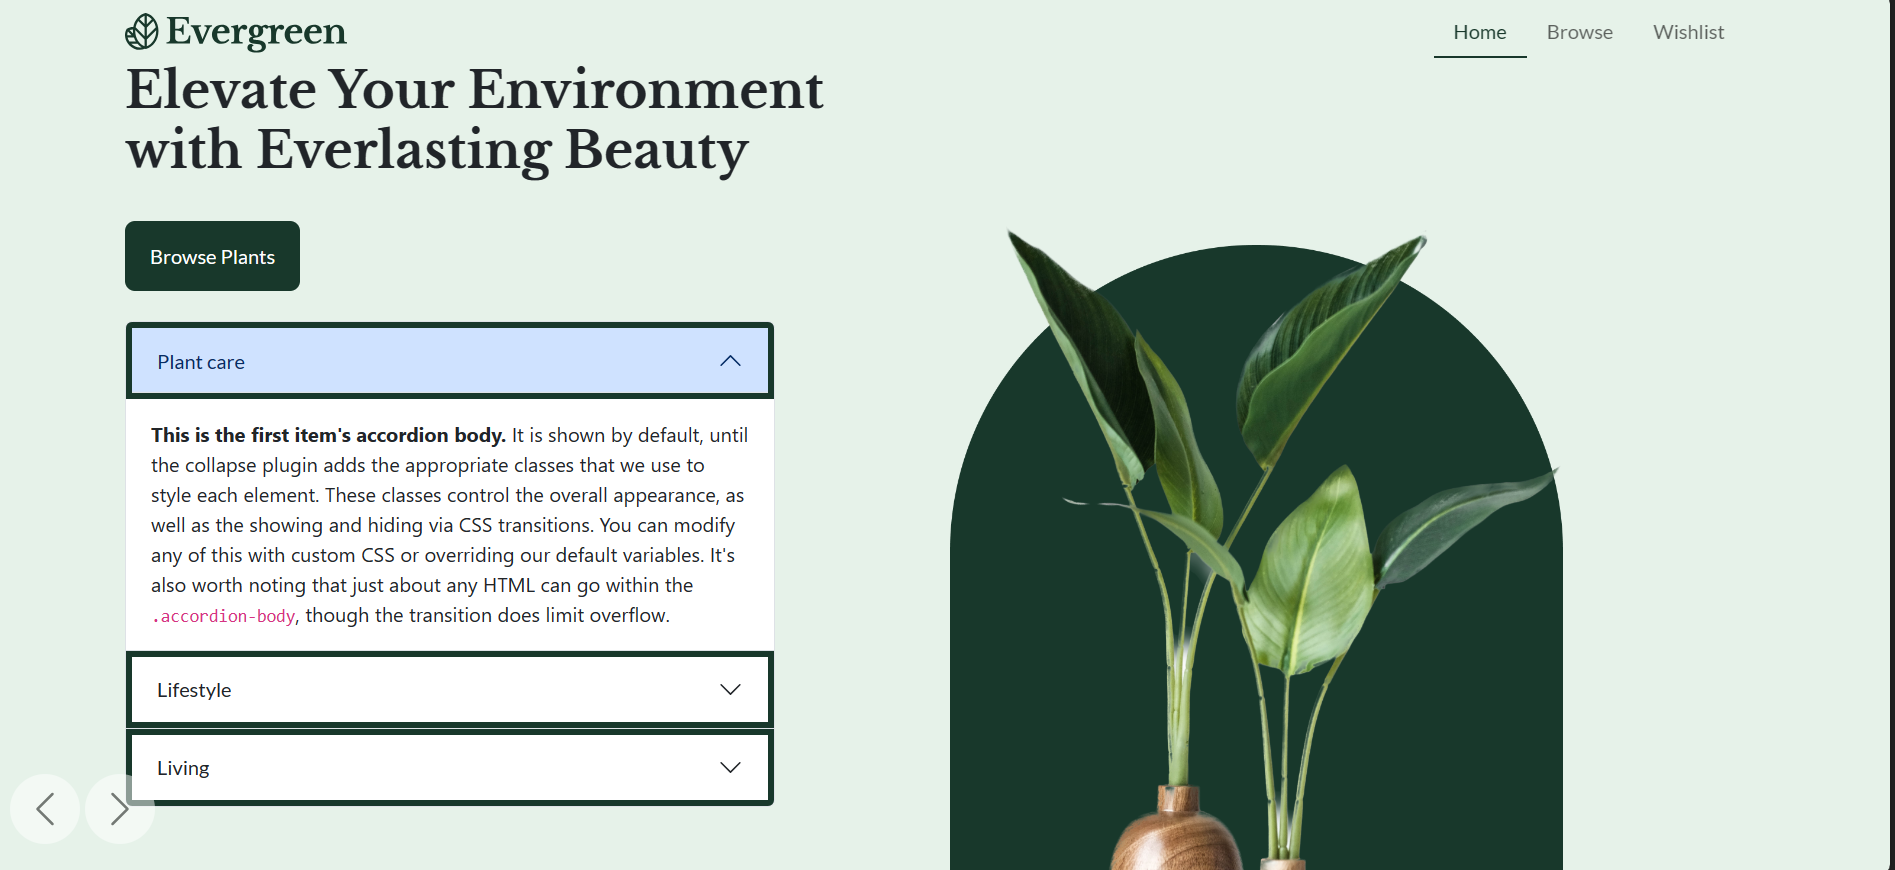 Evergreen
Home
Browse
Wishlist
Elevate Your Environment
with Everlasting Beauty
Browse Plants
Plant care
This is the first item's accordion body. It is shown by default, until
the collapse plugin adds the appropriate classes that we use to
style each element. These classes control the overall appearance, as
well as the showing and hiding via CSS transitions. You can modify
any of this with custom CSS or overriding our default variables. It's
also worth noting that just about any HTML can go within the
.accordion-body, though the transition does limit overflow.
Lifestyle
Living